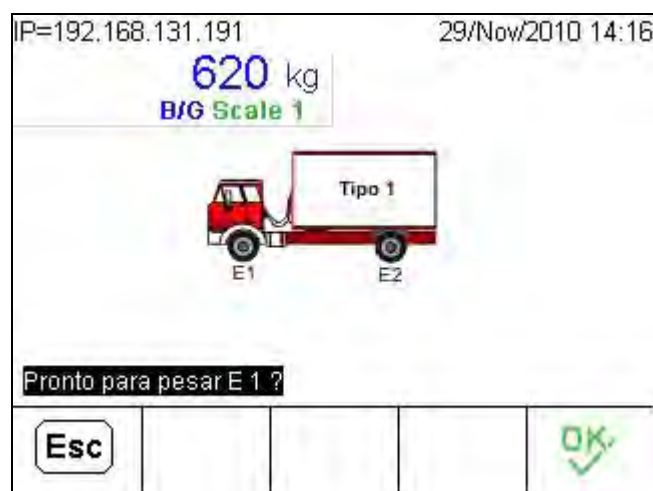 IP=192.168.131.191 29/Nov/2010 14:16
620 kg
B/G Scale 1
Tipo 1
E1 E2
Pronto para pesar E 1 ?
Esc OK